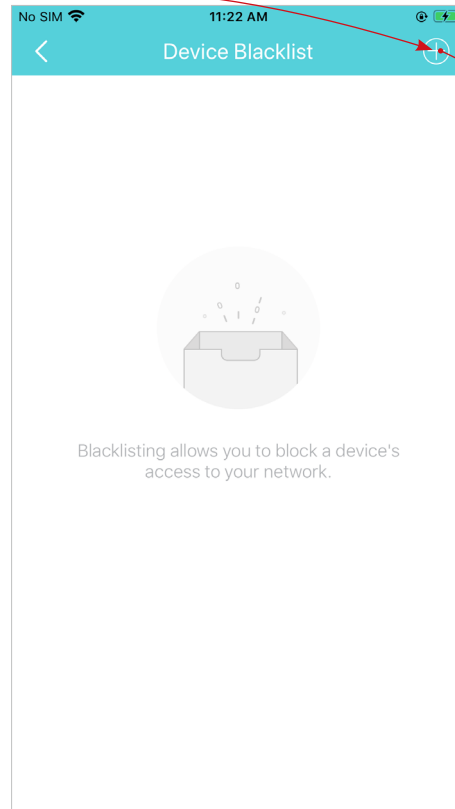 No SIM 11:22 AM
Device Blacklist
Blacklisting allows you to block a device's
access to your network.